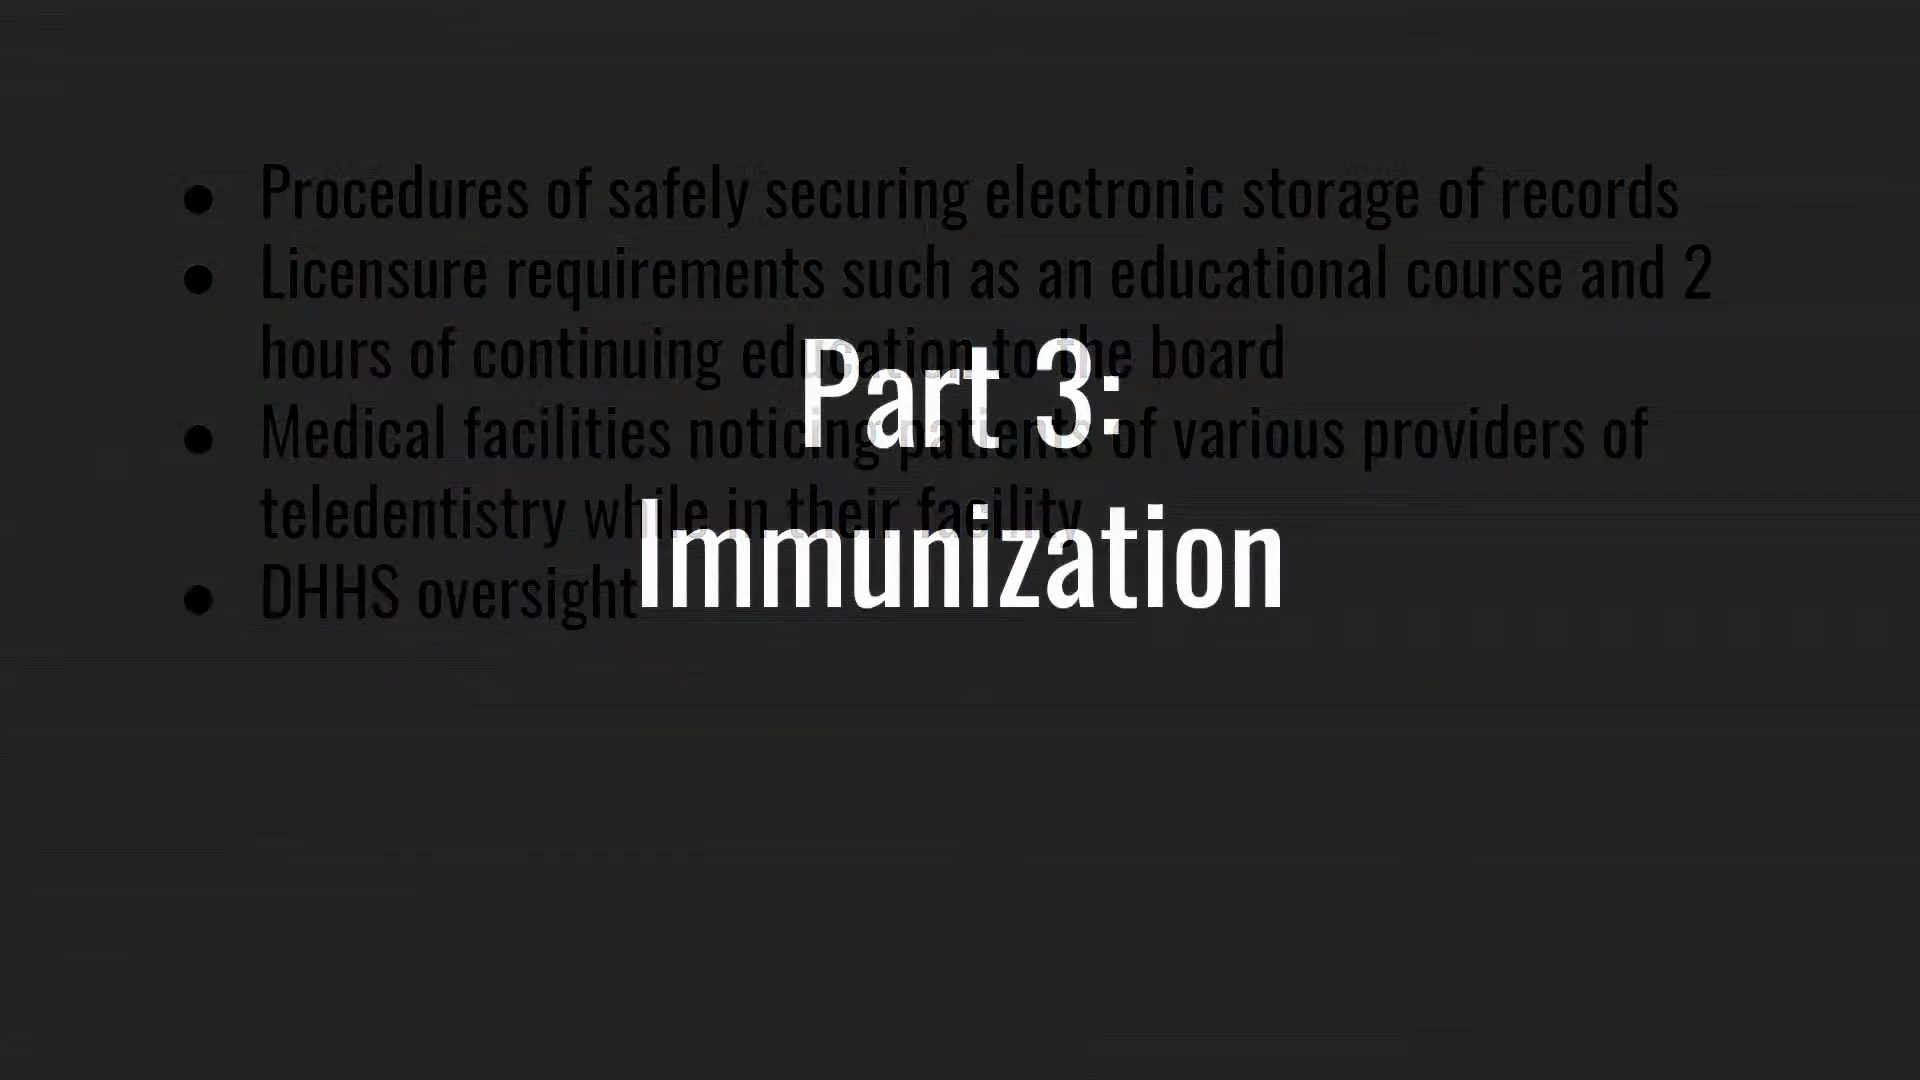 ● Procedures of safely securing electronic storage of records
● Licensure requirements such as an educational course and 2
hours of continuing education to the board
● Medical facilities noticing patients of various providers of
teledentistry while in their facility
● DHHS oversight
Part 3:
Immunization